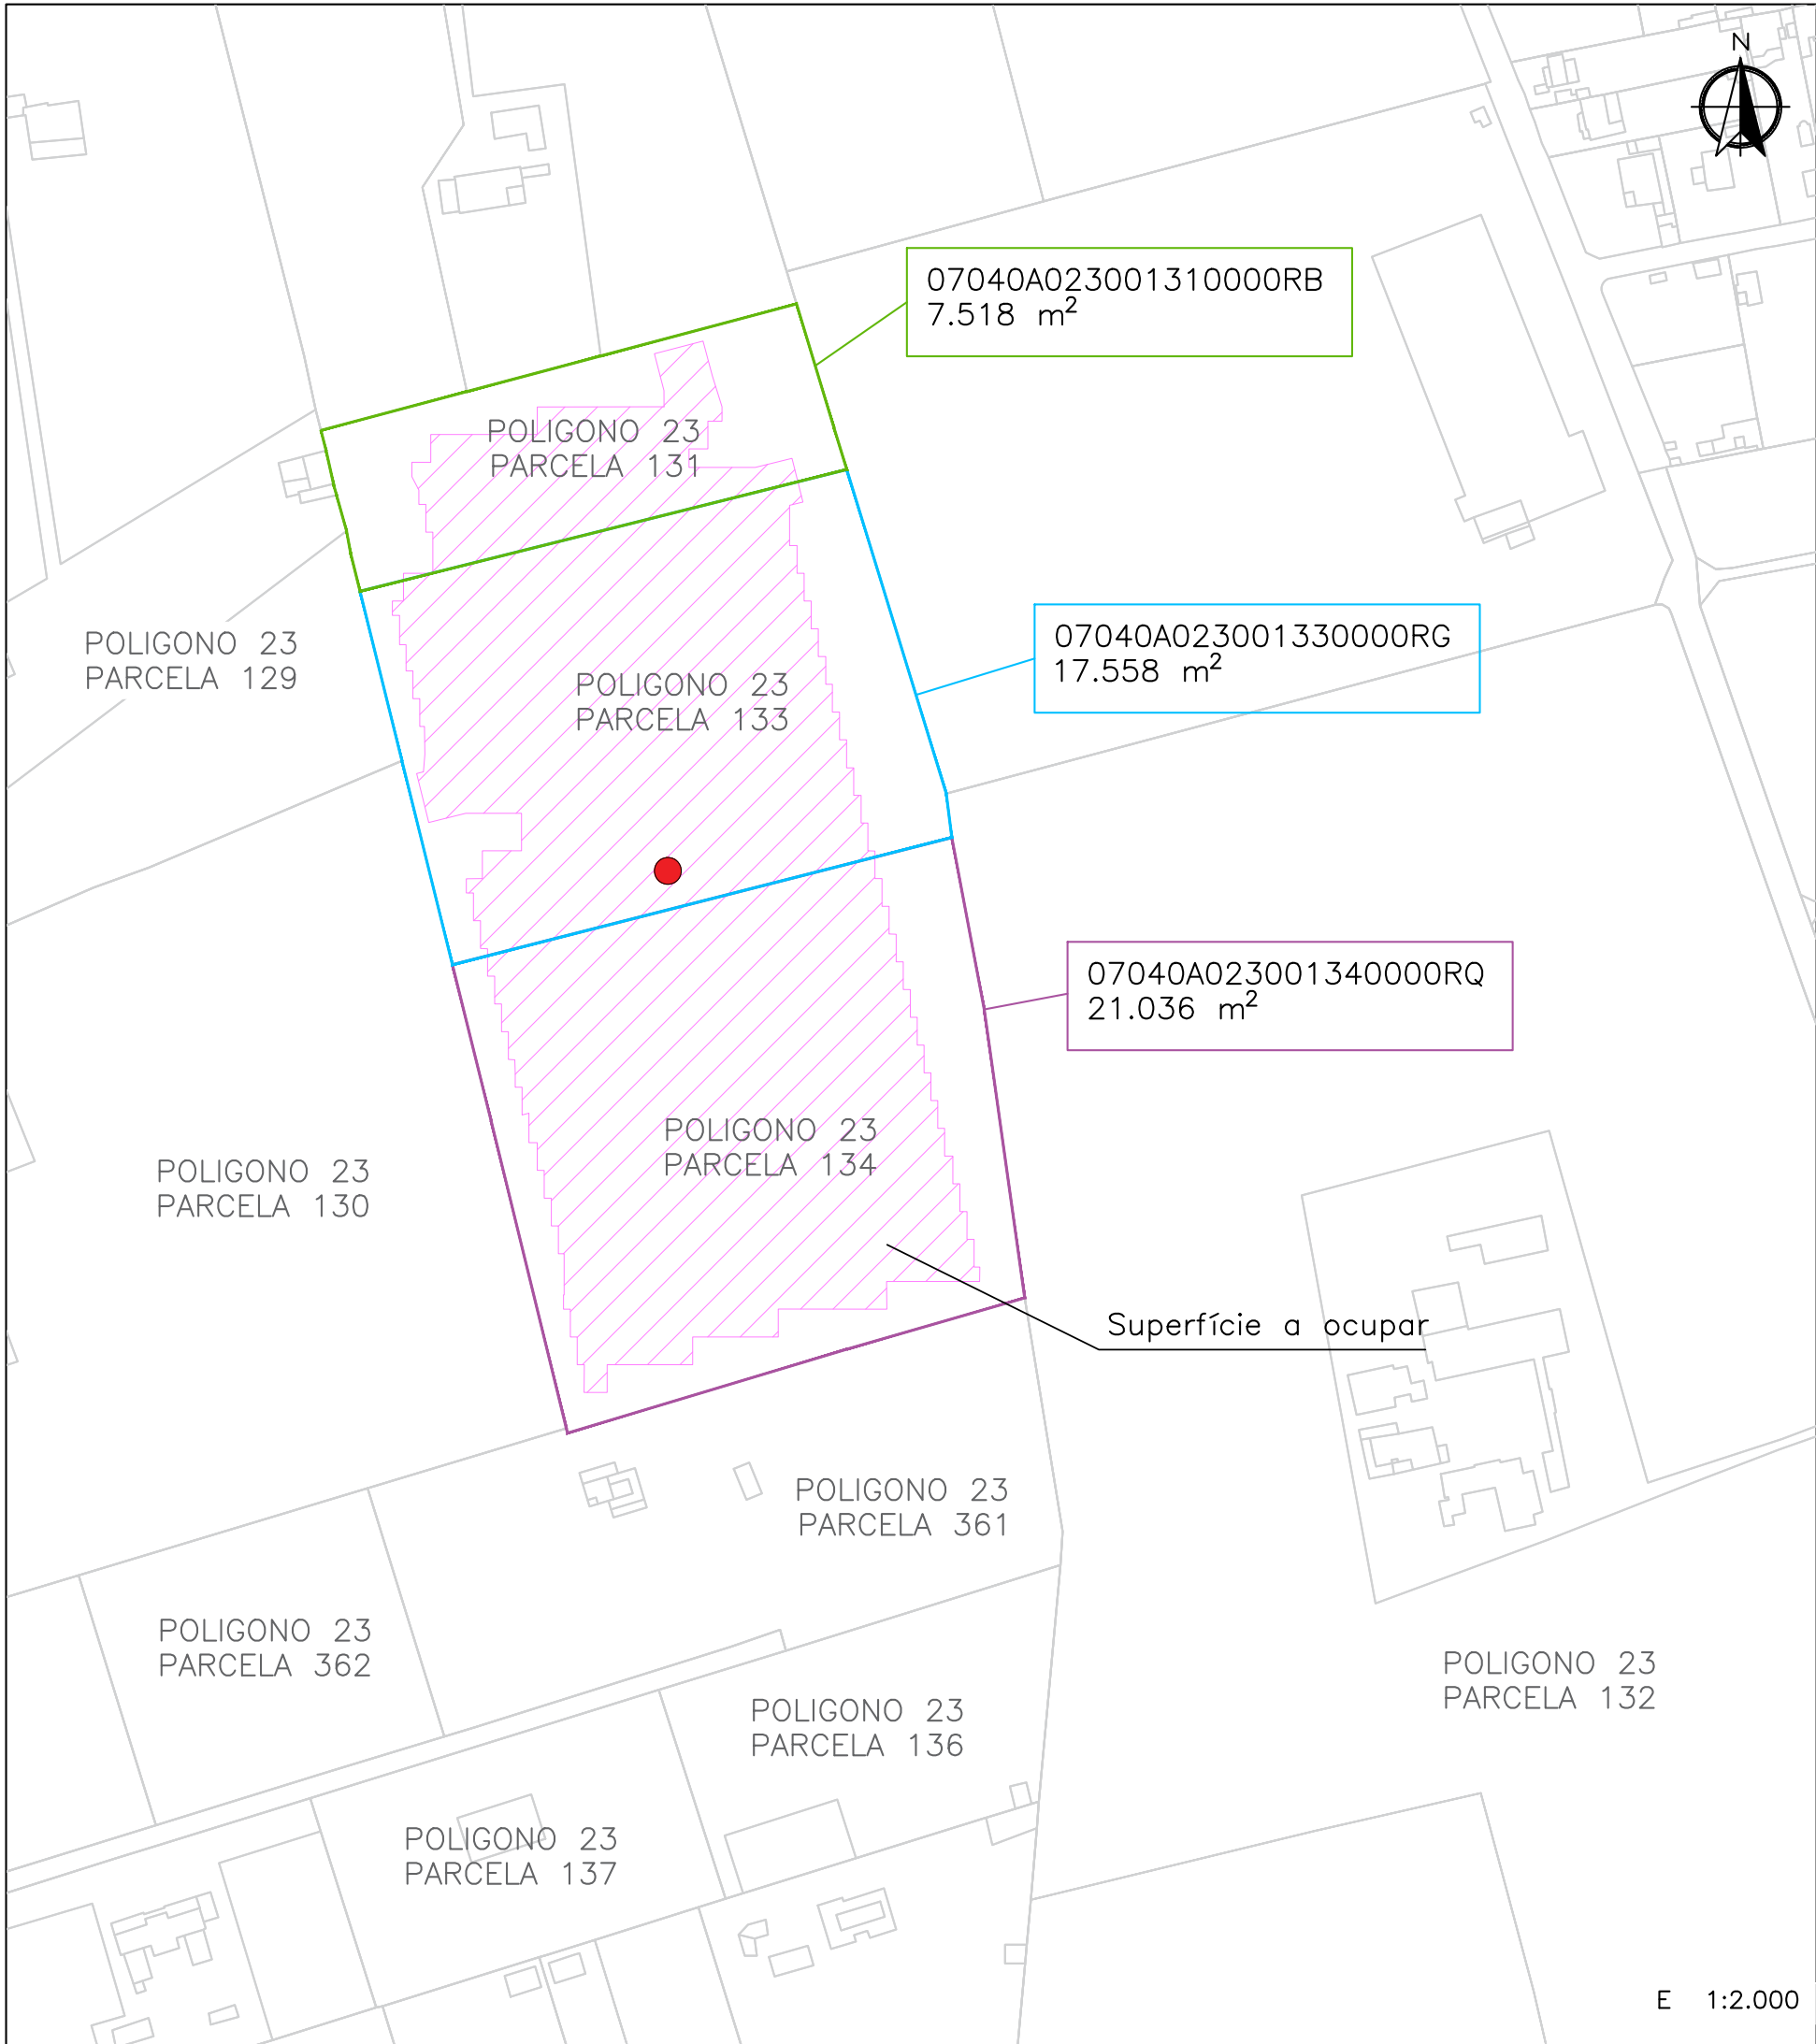 N
07040A023001310000RB
7.518 m²
POLIGONO 23
PARCELA 131
07040A023001330000RG
17.558 m²
POLIGONO 23
PARCELA 129
POLIGONO 23
PARCELA 133
07040A023001340000RQ
21.036 m²
POLIGONO 23
PARCELA 134
POLIGONO 23
PARCELA 130
Superfície a ocupar
POLIGONO 23
PARCELA 361
POLIGONO 23
PARCELA 362
POLIGONO 23
PARCELA 132
POLIGONO 23
PARCELA 136
POLIGONO 23
PARCELA 137
E 1:2.000